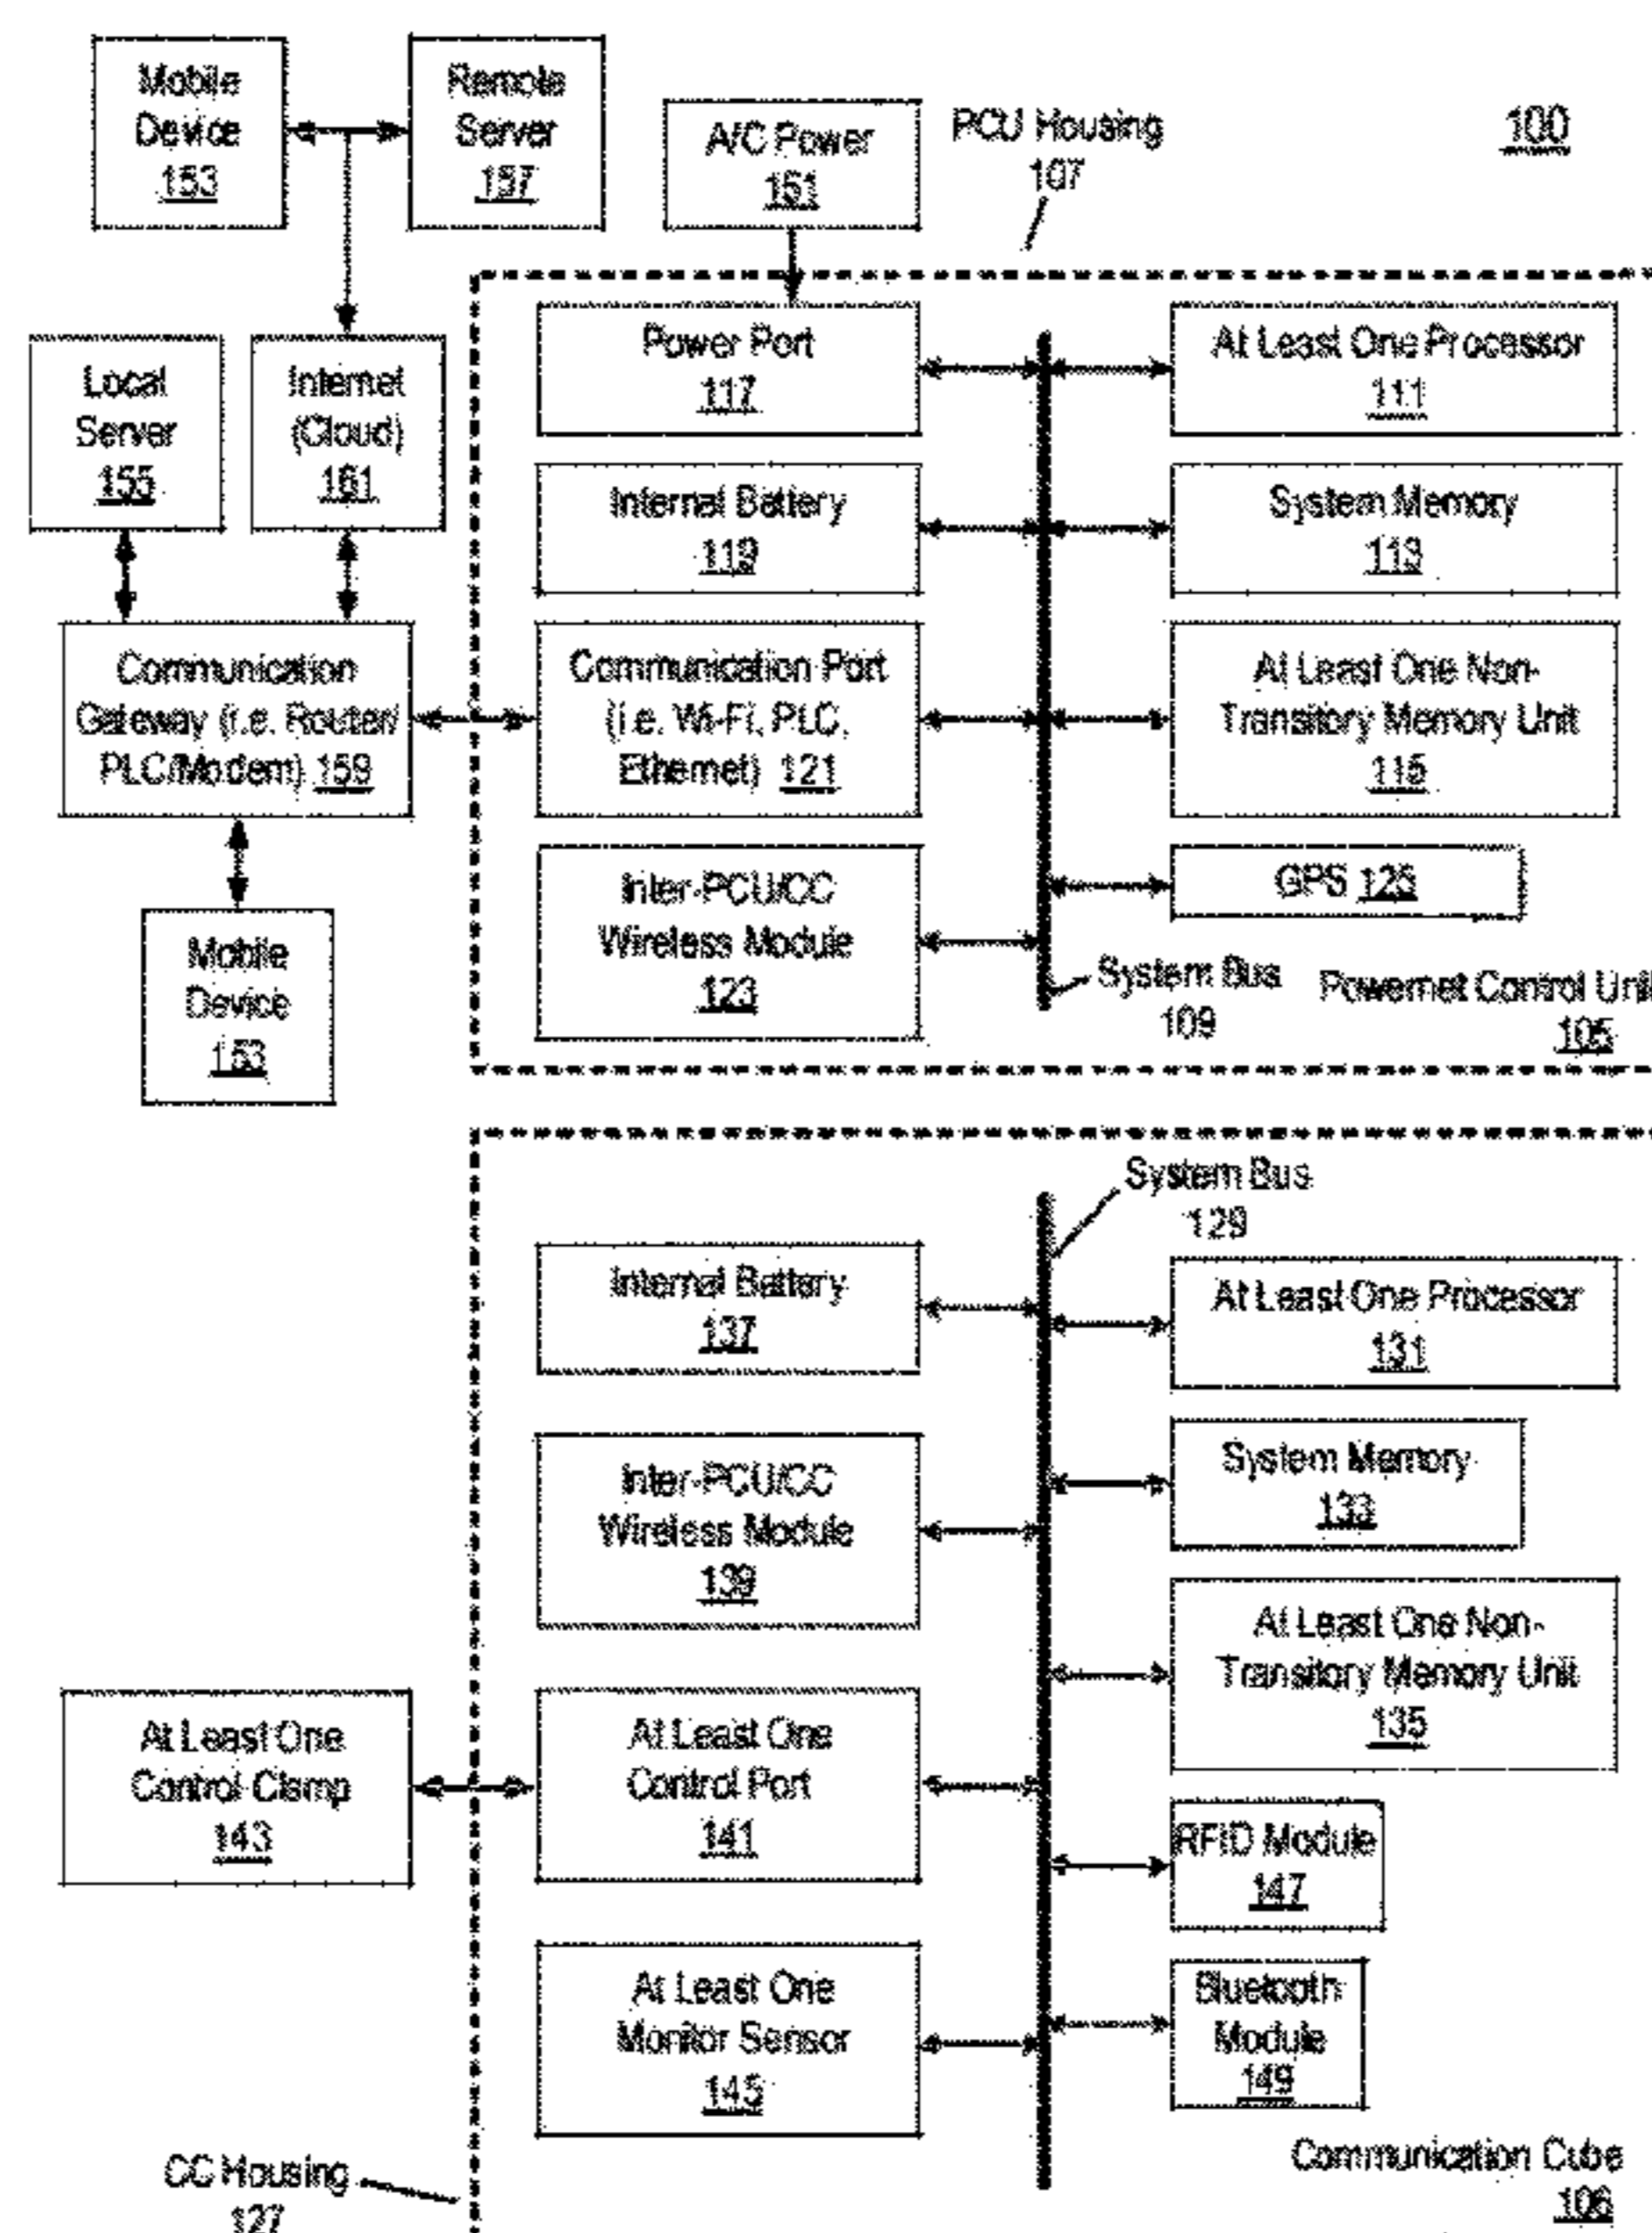 100
Mobile
Device
153
Remote
Server
157
A/C Power
151
PCU Housing
107
Local
Server
155
Internet
(Cloud)
161
Power Port
117
At Least One Processor
111
Internal Battery
119
System Memory
113
Communication
Gateway (i.e. Router/
PLC/Modem) 159
Communication Port
(i.e. Wi-Fi, PLC,
Ethernet) 121
At Least One Non-
Transitory Memory Unit
115
Inter-PCU/CC
Wireless Module
123
GPS
Mobile
Device
153
System Bus
109
Powernet Control Unit
105
System Bus
129
Internal Battery
137
At Least One Processor
131
Inter-PCU/CC
Wireless Module
139
System Memory
133
At Least One Non-
Transitory Memory Unit
135
At Least One
Control Clamp
143
At Least One
Control Port
141
RFID Module
147
At Least One
Monitor Sensor
145
Bluetooth
Module
149
CC Housing
127
Communication Cube
106